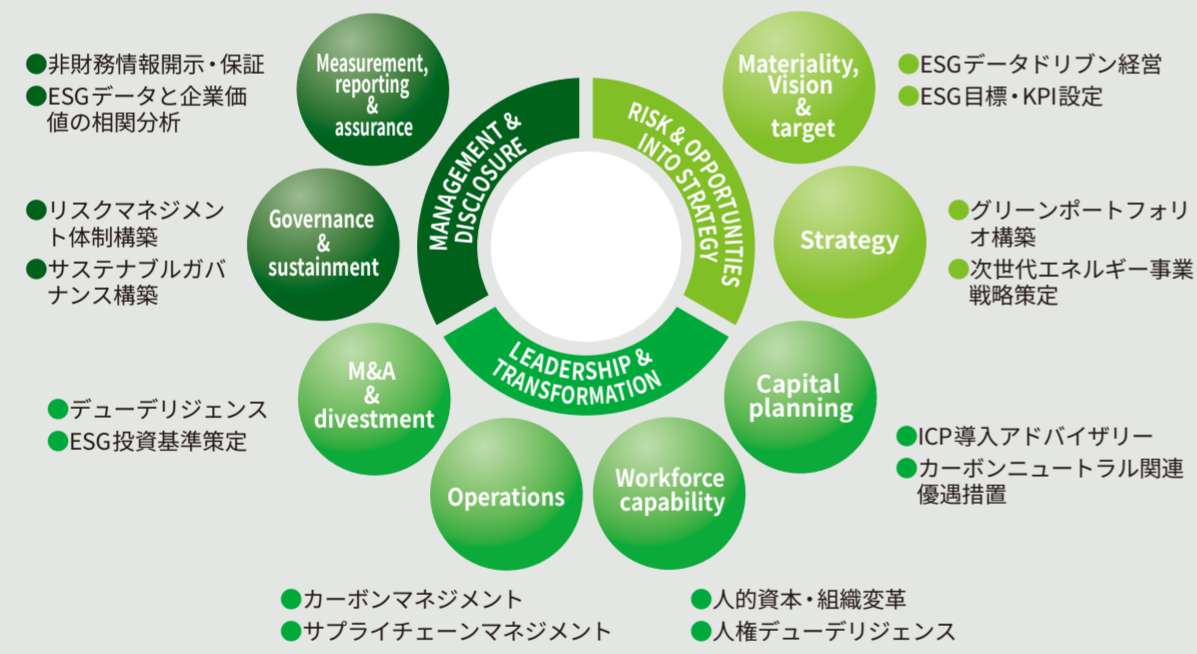 ●非財務情報開示・保証
●ESGデータと企業価
値の相関分析
Measurement,
reporting
&
assurance
Materiality,
Vision
&
target
●ESGデータドリブン経営
●ESG目標・KPI設定
MANAGEMENT &
DISCLOSURE
RISK & OPPORTUNITIES
INTO STRATEGY
●リスクマネジメン
ト体制構築
●サステナブルガバ
ナンス構築
Governance
&
sustainment
Strategy
●グリーンポートフォリ
オ構築
●次世代エネルギー事業
戦略策定
LEADERSHIP &
TRANSFORMATION
●デューデリジェンス
●ESG投資基準策定
M&A
&
divestment
Capital
planning
●ICP導入アドバイザリー
●カーボンニュートラル関連
優遇措置
Operations
Workforce
capability
●カーボンマネジメント
●サプライチェーンマネジメント
●人的資本・組織変革
●人権デューデリジェンス